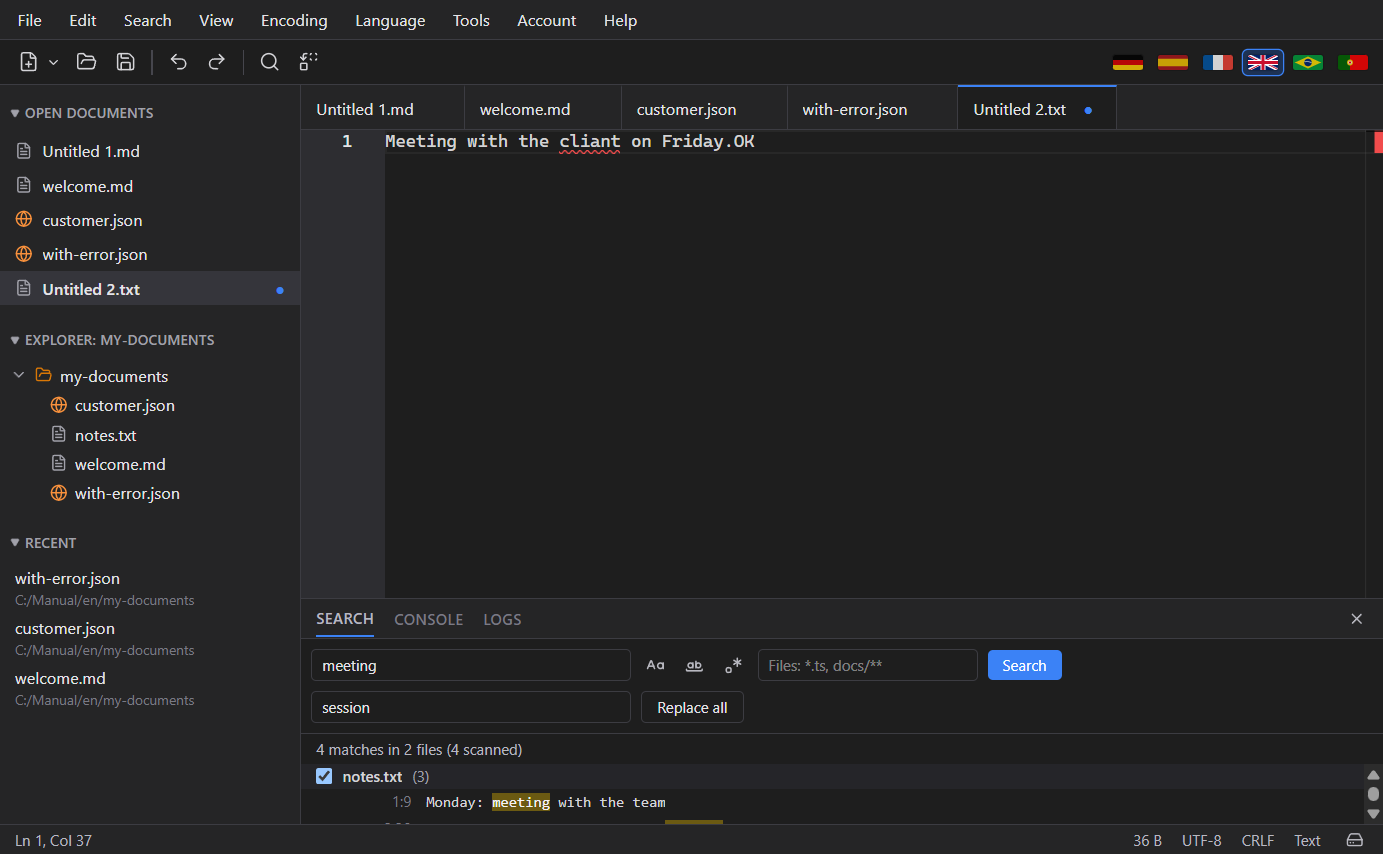 File Edit Search View Encoding Language Tools Account Help
OPEN DOCUMENTS
Untitled 1.md
welcome.md
customer.json
with-error.json
Untitled 2.txt
EXPLORER: MY-DOCUMENTS
my-documents
customer.json
notes.txt
welcome.md
with-error.json
RECENT
with-error.json
C:/Manual/en/my-documents
customer.json
C:/Manual/en/my-documents
welcome.md
C:/Manual/en/my-documents
Untitled 1.md welcome.md customer.json with-error.json Untitled 2.txt
1 Meeting with the cliant on Friday.OK
SEARCH CONSOLE LOGS
meeting Aa ab .* Files: *.ts, docs/** Search
session Replace all
4 matches in 2 files (4 scanned)
notes.txt (3)
1:9 Monday: meeting with the team
Ln 1, Col 37 36 B UTF-8 CRLF Text